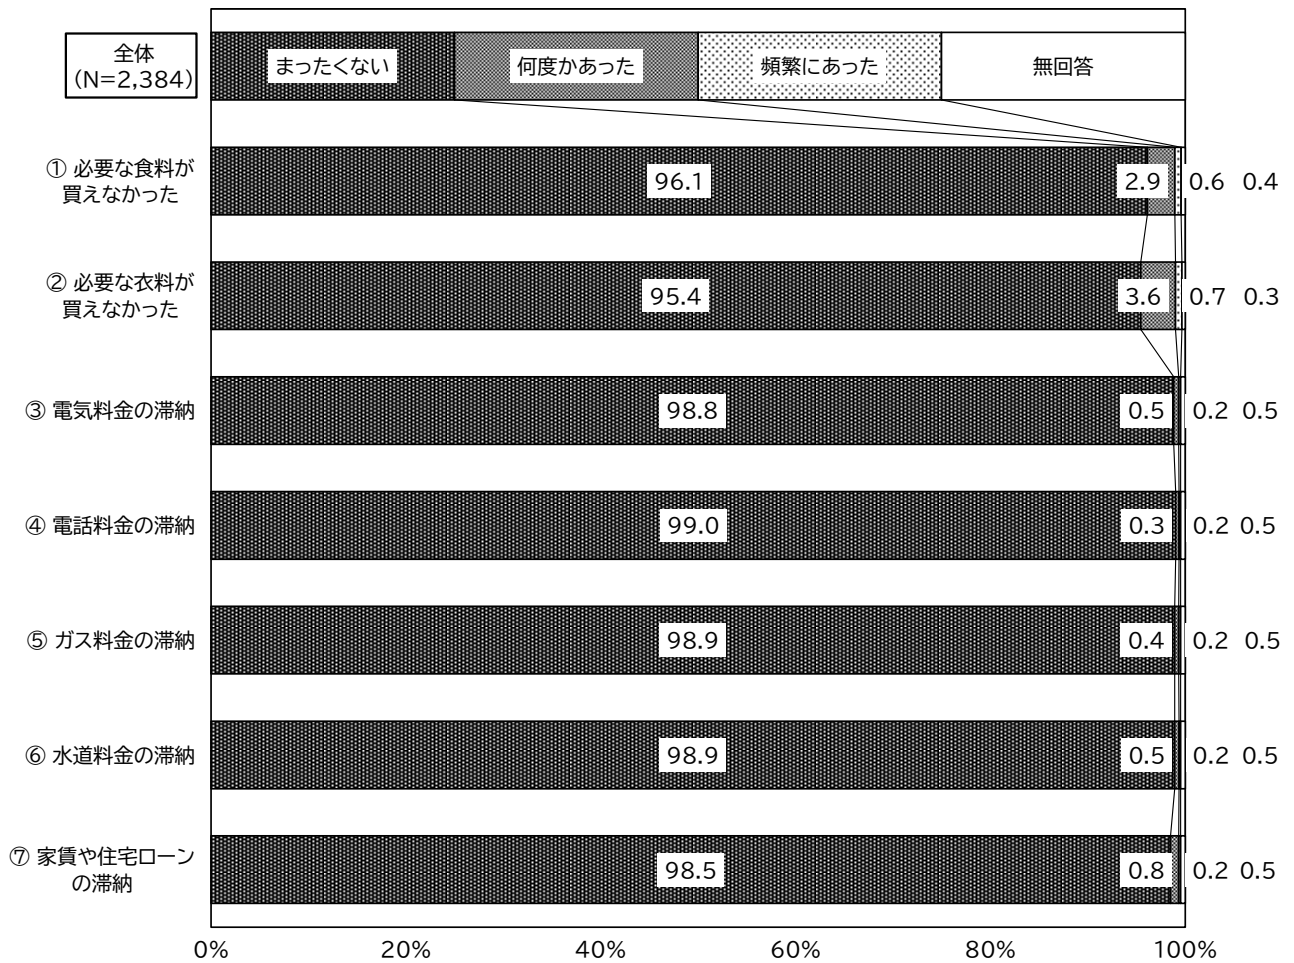 全体
(N=2,384)
まったくない 何度かあった 頻繁にあった 無回答
① 必要な食料が
買えなかった
96.1 2.9 0.6 0.4
② 必要な衣料が
買えなかった
95.4 3.6 0.7 0.3
③ 電気料金の滞納 98.8 0.5 0.2 0.5
④ 電話料金の滞納 99.0 0.3 0.2 0.5
⑤ ガス料金の滞納 98.9 0.4 0.2 0.5
⑥ 水道料金の滞納 98.9 0.5 0.2 0.5
⑦ 家賃や住宅ローン
の滞納
98.5 0.8 0.2 0.5
0% 20% 40% 60% 80% 100%